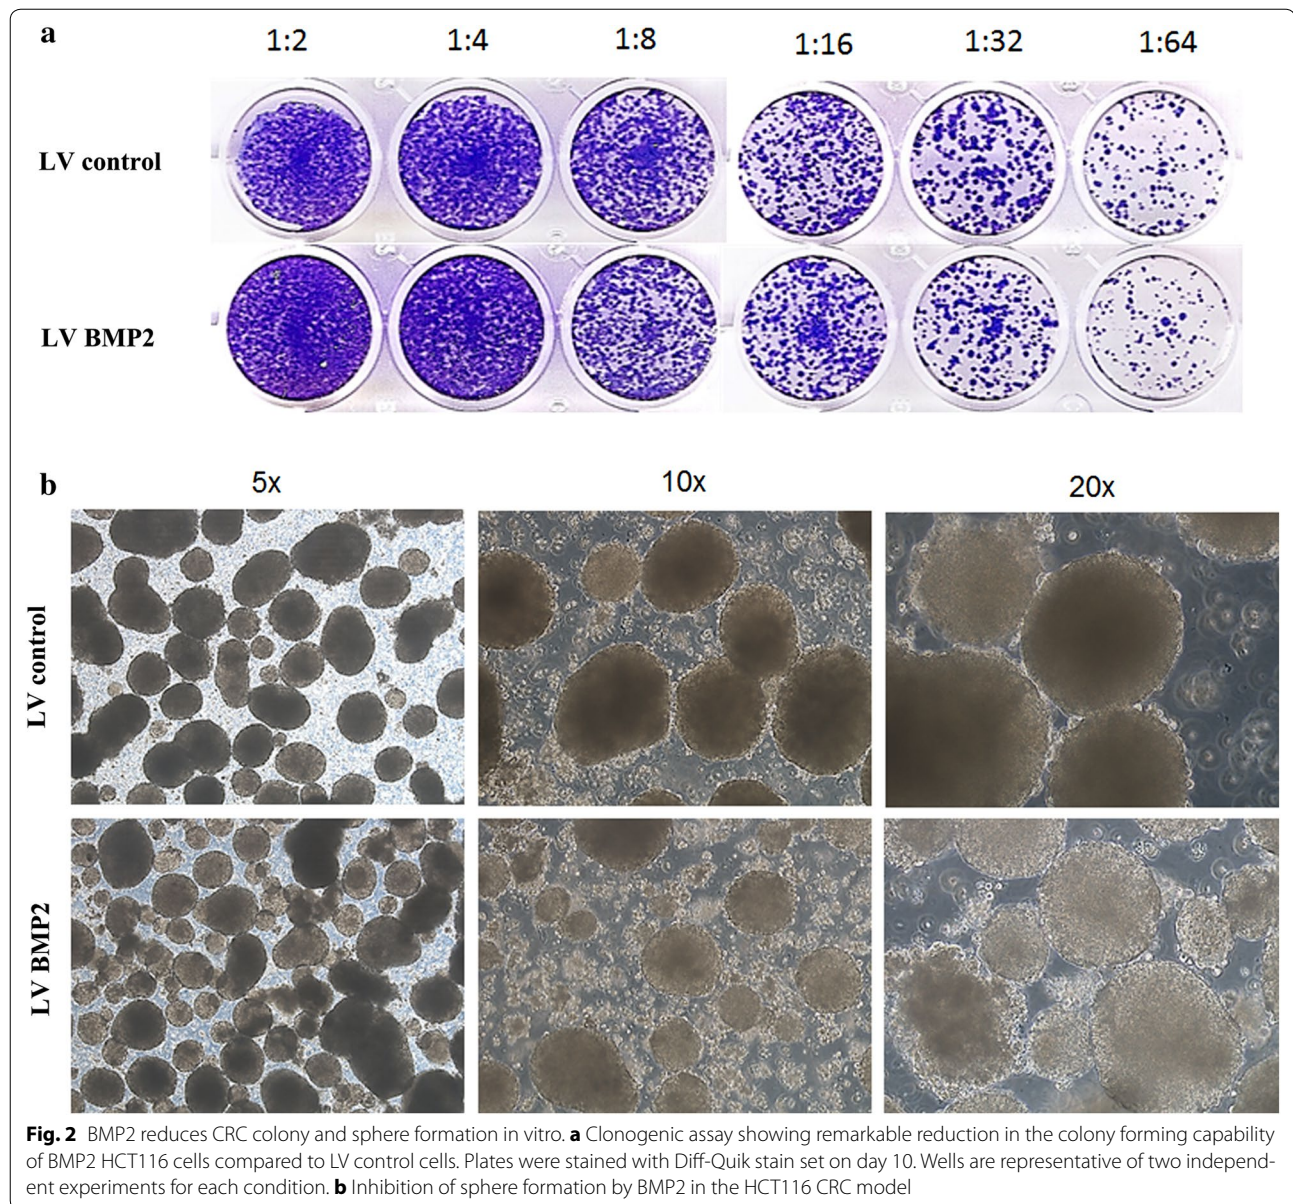 a
1:2 1:4 1:8 1:16 1:32 1:64
LV control
LV BMP2
b
5x 10x 20x
LV control
LV BMP2
Fig. 2 BMP2 reduces CRC colony and sphere formation in vitro. a Clonogenic assay showing remarkable reduction in the colony forming capability
of BMP2 HCT116 cells compared to LV control cells. Plates were stained with Diff-Quik stain set on day 10. Wells are representative of two independ-
ent experiments for each condition. b Inhibition of sphere formation by BMP2 in the HCT116 CRC model